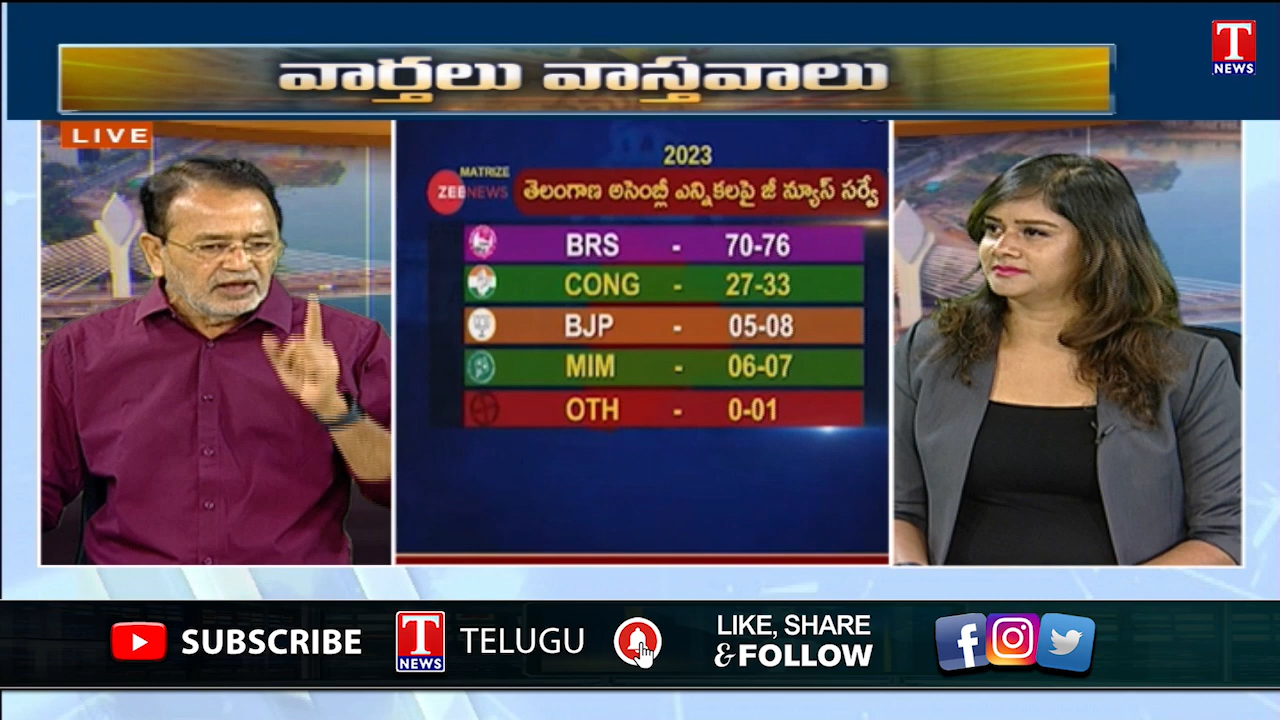 వార్తలు వాస్తవాలు
T
NEWS
LIVE
2023
MATRIZE
ZEE NEWS
తెలంగాణ అసెంబ్లీ ఎన్నికలపై జీ న్యూస్ సర్వే
BRS - 70-76
CONG - 27-33
BJP - 05-08
MIM - 06-07
OTH - 0-01
SUBSCRIBE
T
NEWS
TELUGU
LIKE, SHARE
& FOLLOW